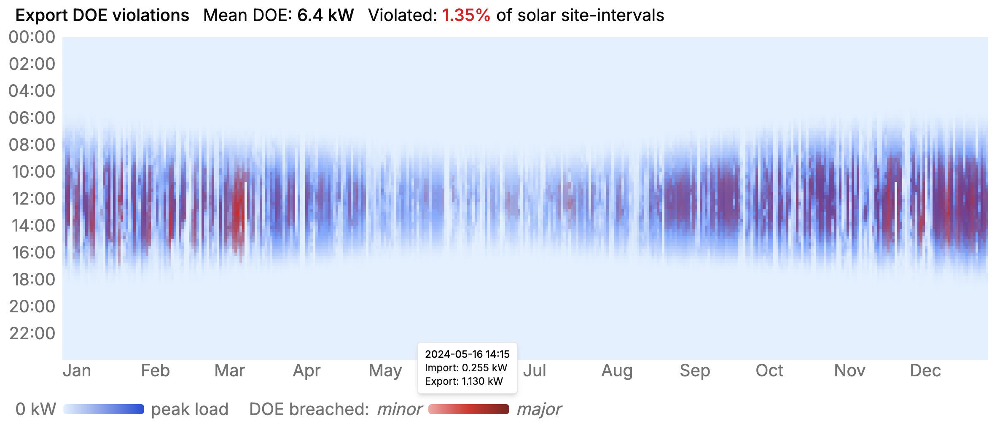 Export DOE violations Mean DOE: 6.4 kW Violated: 1.35% of solar site-intervals
00:00
02:00
04:00
06:00
08:00
10:00
12:00
14:00
16:00
18:00
20:00
22:00
Jan Feb Mar Apr May Jul Aug Sep Oct Nov Dec
2024-05-16 14:15
Import: 0.255 kW
Export: 1.130 kW
0 kW peak load DOE breached: minor major